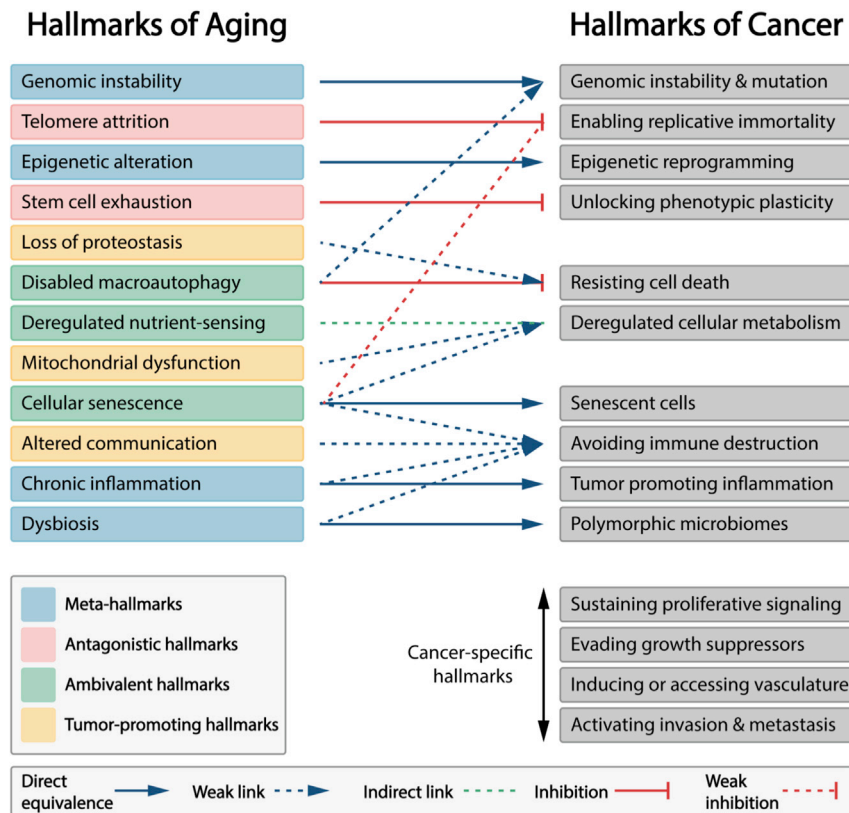 Hallmarks of Aging
Hallmarks of Cancer
Genomic instability
Genomic instability & mutation
Telomere attrition
Enabling replicative immortality
Epigenetic alteration
Epigenetic reprogramming
Stem cell exhaustion
Unlocking phenotypic plasticity
Loss of proteostasis
Disabled macroautophagy
Resisting cell death
Deregulated nutrient-sensing
Deregulated cellular metabolism
Mitochondrial dysfunction
Cellular senescence
Senescent cells
Altered communication
Avoiding immune destruction
Chronic inflammation
Tumor promoting inflammation
Dysbiosis
Polymorphic microbiomes
Meta-hallmarks
Antagonistic hallmarks
Ambivalent hallmarks
Tumor-promoting hallmarks
Cancer-specific
hallmarks
Sustaining proliferative signaling
Evading growth suppressors
Inducing or accessing vasculature
Activating invasion & metastasis
Direct
equivalence
Weak link
Indirect link
Inhibition
Weak
inhibition